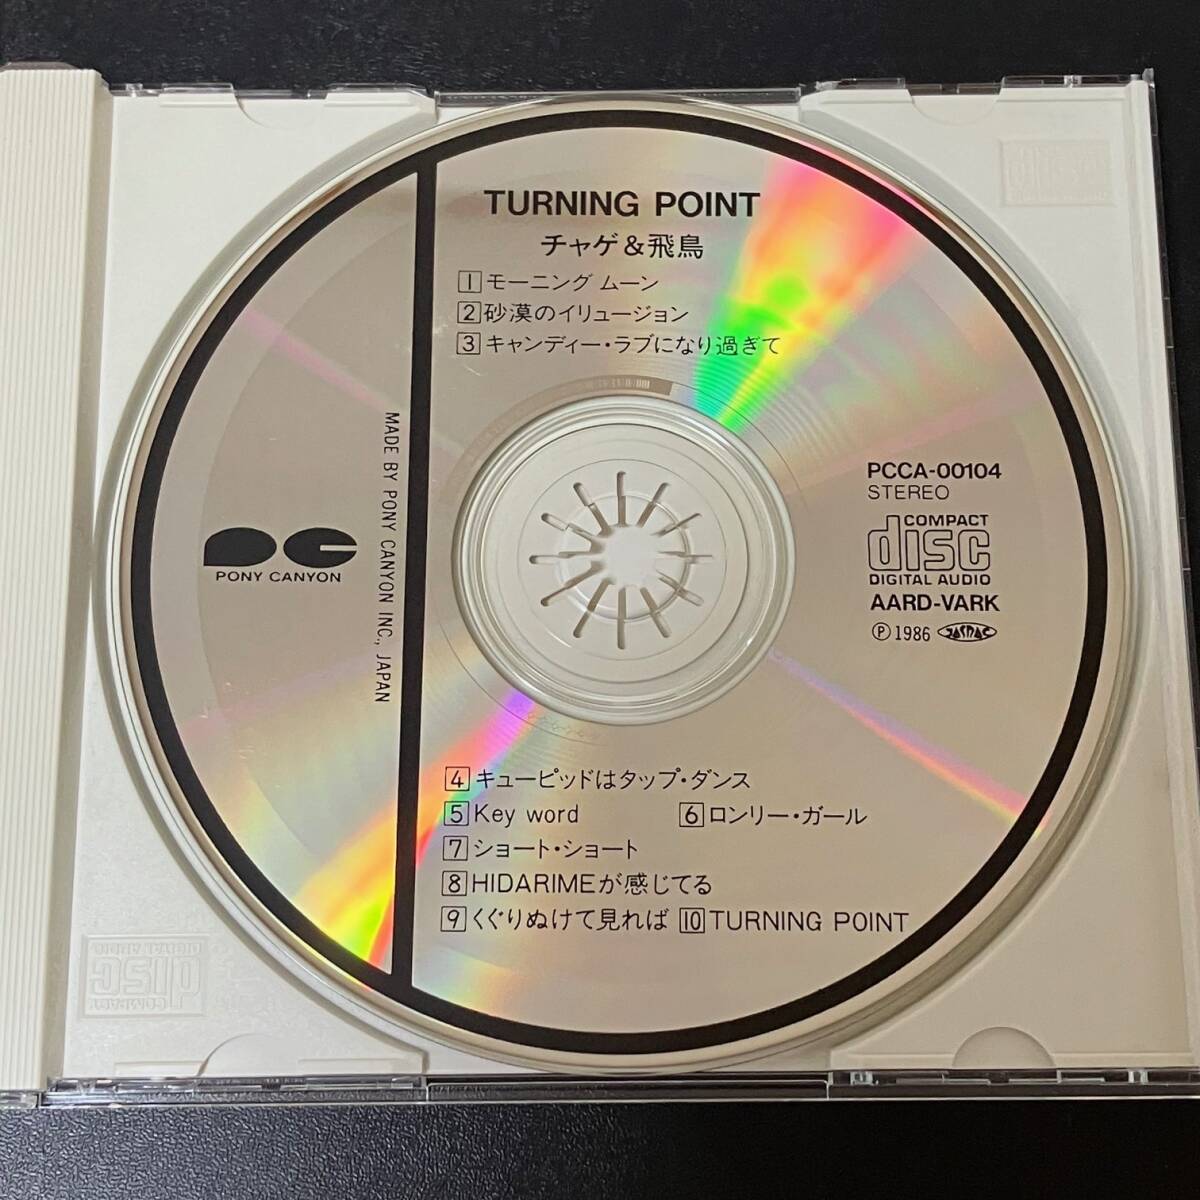 TURNING POINT
チャゲ&飛鳥
1 モーニング ムーン
2 砂漠のイリュージョン
3 キャンディー・ラブになり過ぎて
MADE BY PONY CANYON INC., JAPAN
PONY CANYON
PCCA-00104
STEREO
COMPACT
disc
DIGITAL AUDIO
AARD-VARK
Ⓟ 1986 JASRAC
4 キューピッドはタップ・ダンス
5 Key word 6 ロンリー・ガール
7 ショート・ショート
8 HIDARIMEが感じてる
9 くぐりぬけて見れば 10 TURNING POINT
COMPACT
disc
DIGITAL AUDIO